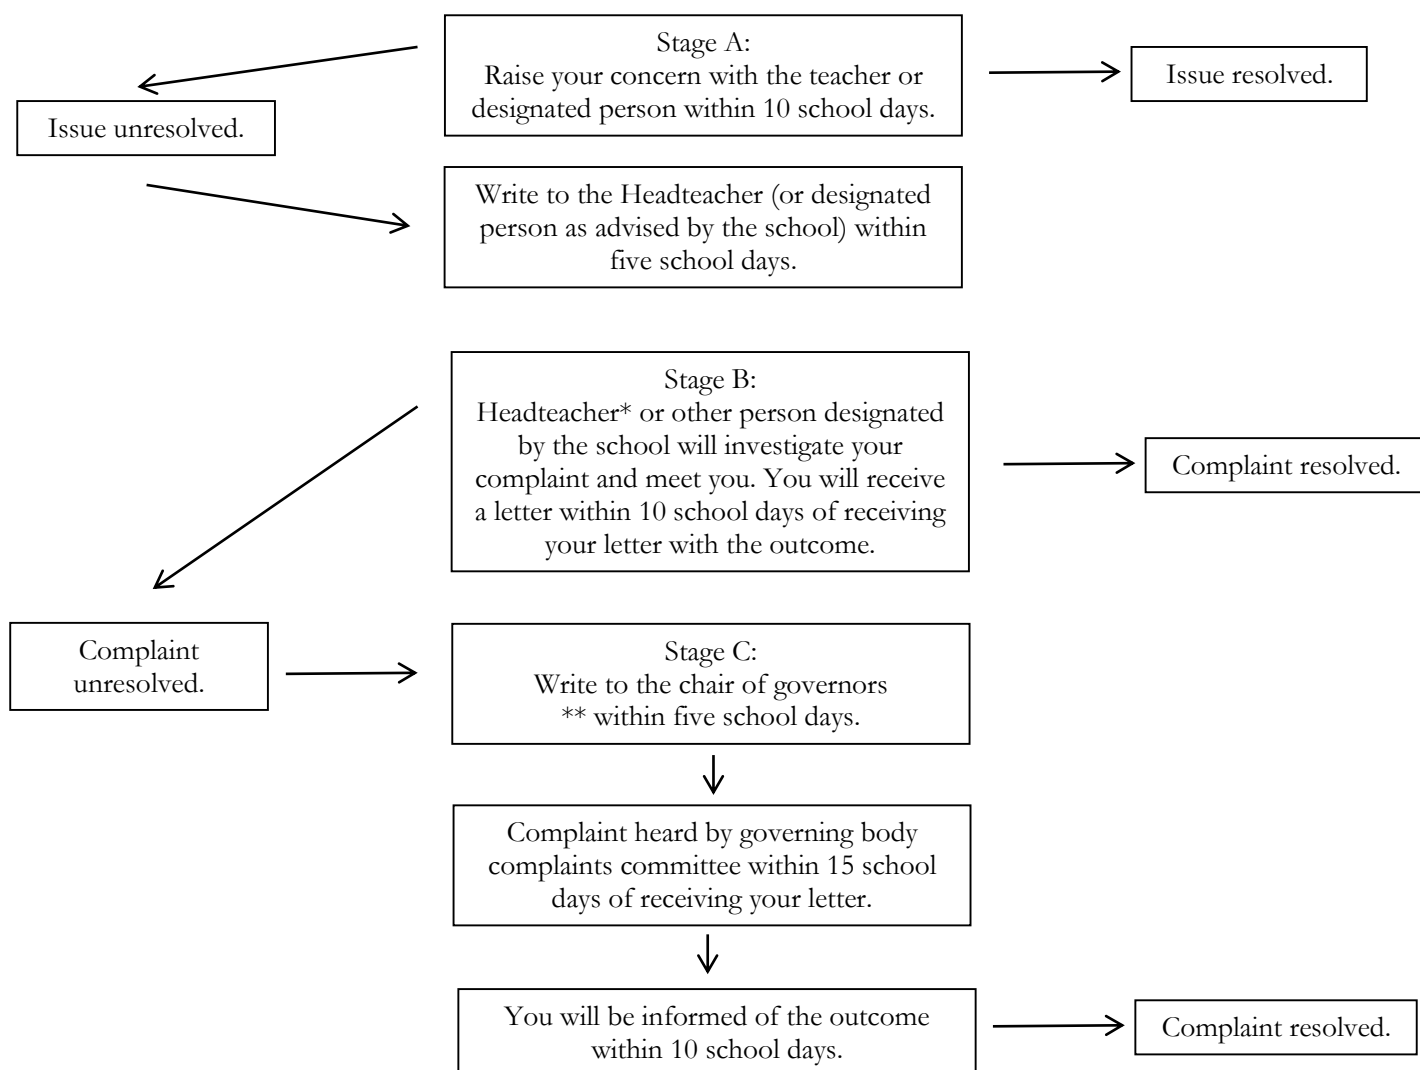 Stage A:
Raise your concern with the teacher or
designated person within 10 school days.
Issue resolved.
Issue unresolved.
Write to the Headteacher (or designated
person as advised by the school) within
five school days.
Stage B:
Headteacher* or other person designated
by the school will investigate your
complaint and meet you. You will receive
a letter within 10 school days of receiving
your letter with the outcome.
Complaint resolved.
Complaint
unresolved.
Stage C:
Write to the chair of governors
** within five school days.
Complaint heard by governing body
complaints committee within 15 school
days of receiving your letter.
You will be informed of the outcome
within 10 school days.
Complaint resolved.